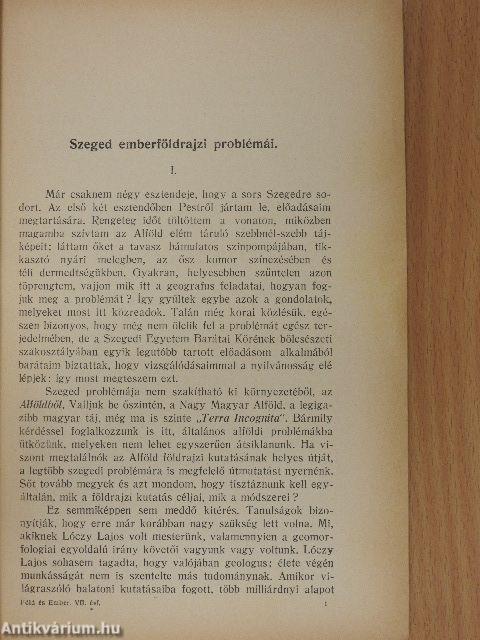 Szeged emberföldrajzi problémái.
I.
Már csaknem négy esztendeje, hogy a sors Szegedre so-
dort. Az első két esztendőben Pestről jártam le, előadásaim
megtartására. Rengeteg időt töltöttem a vonaton, miközben
magamba szívtam az Alföld elém táruló szebbnél-szebb táj-
képeit: láttam őket a tavasz bámulatos színpompájában, tik-
kasztó nyári melegben, az ősz komor színezésében és
téli dermedtségükben. Gyakran, helyesebben szüntelen azon
töprengtem, vajjon mik itt a geografus feladatai, hogyan fog-
juk meg a problémát? Így gyűltek egybe azok a gondolatok,
melyeket most itt közreadok. Talán még korai közlésük, egé-
szen bizonyos, hogy még nem ölelik fel a problémát egész ter-
jedelmében, de a Szegedi Egyetem Barátai Körének bölcsészeti
szakosztályában egyik legutóbb tartott előadásom alkalmából
barátaim biztattak, hogy vizsgálódásaimmal a nyilvánosság elé
lépjek: így most megteszem ezt.
Szeged problémája nem szakítható ki környezetéből, az
Alföldből. Valljuk be őszintén, a Nagy Magyar Alföld, a legiga-
zibb magyar táj, még ma is szinte „Terra Incognita". Bármily
kérdéssel foglalkozzunk is itt, általános alföldi problémákba
ütközünk, melyeken nem lehet egyszerűen átsiklanunk. Ha vi-
szont megtalálnók az Alföld földrajzi kutatásának helyes útját,
a legtöbb szegedi problémára is megfelelő útmutatást nyernénk.
Sőt tovább megyek és azt mondom, hogy tisztáznunk kell egy-
általán, mik a földrajzi kutatás céljai, mik a módszerei?
Ez semmiképpen sem meddő kitérés. Tanulságok bizo-
nyítják, hogy erre már korábban nagy szükség lett volna. Mi,
akiknek Lóczy Lajos volt mesterünk, valamennyien a geomor-
fologiai egyoldalú irány követői vagyunk vagy voltunk. Lóczy
Lajos sohasem tagadta, hogy valójában geologus; élete végén
munkásságát nem is szentelte más tudománynak. Amikor vi-
lágraszóló balatoni kutatásaiba fogott, több milliárdnyi alapot
Föld és Ember. VII. évf.
1
Antikvárium.hu